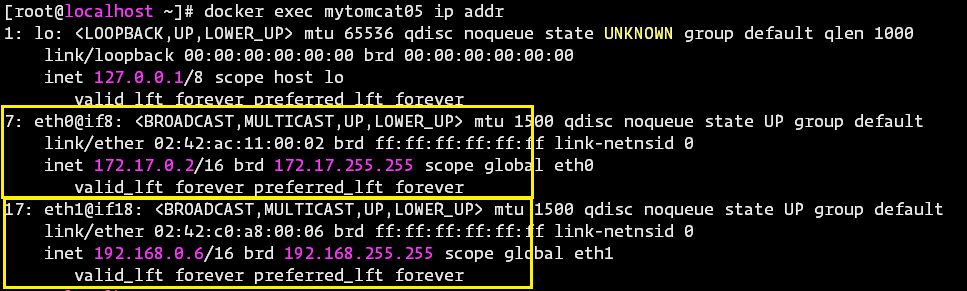 [root@localhost ~]# docker exec mytomcat05 ip addr
1: lo: <LOOPBACK,UP,LOWER_UP> mtu 65536 qdisc noqueue state UNKNOWN group default qlen 1000
    link/loopback 00:00:00:00:00:00 brd 00:00:00:00:00:00
    inet 127.0.0.1/8 scope host lo
       valid_lft forever preferred_lft forever
7: eth0@if8: <BROADCAST,MULTICAST,UP,LOWER_UP> mtu 1500 qdisc noqueue state UP group default
    link/ether 02:42:ac:11:00:02 brd ff:ff:ff:ff:ff:ff link-netnsid 0
    inet 172.17.0.2/16 brd 172.17.255.255 scope global eth0
       valid_lft forever preferred_lft forever
17: eth1@if18: <BROADCAST,MULTICAST,UP,LOWER_UP> mtu 1500 qdisc noqueue state UP group default
    link/ether 02:42:c0:a8:00:06 brd ff:ff:ff:ff:ff:ff link-netnsid 0
    inet 192.168.0.6/16 brd 192.168.255.255 scope global eth1
       valid_lft forever preferred_lft forever